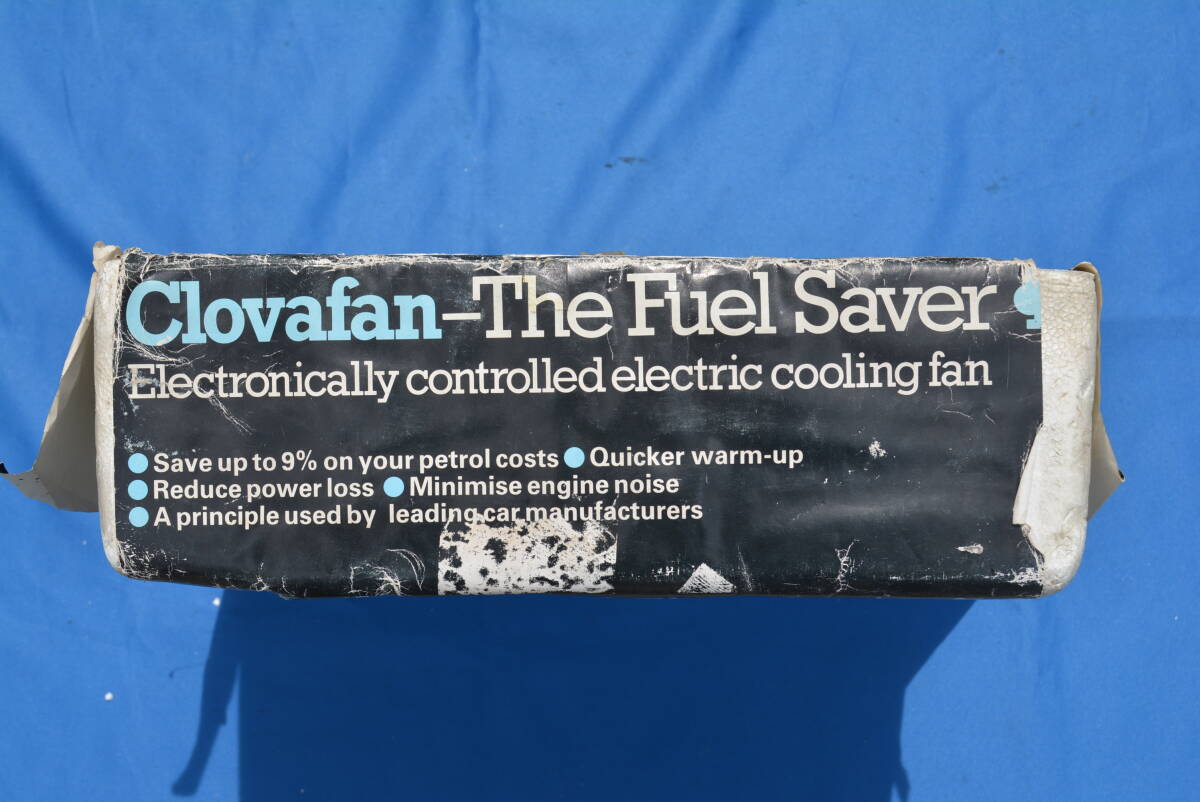 Clovafan–The Fuel Saver
Electronically controlled electric cooling fan
● Save up to 9% on your petrol costs ● Quicker warm-up
● Reduce power loss ● Minimise engine noise
● A principle used by leading car manufacturers